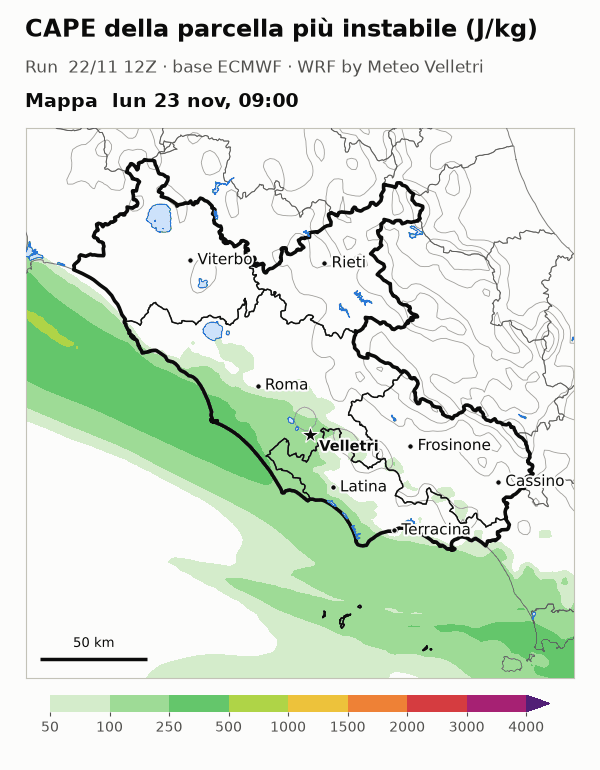 CAPE della parcella più instabile (J/kg)
Run 22/11 12Z · base ECMWF · WRF by Meteo Velletri
Mappa lun 23 nov, 09:00
Viterbo
Rieti
Roma
Velletri
Frosinone
Latina
Cassino
Terracina
50 km
50 100 250 500 1000 1500 2000 3000 4000